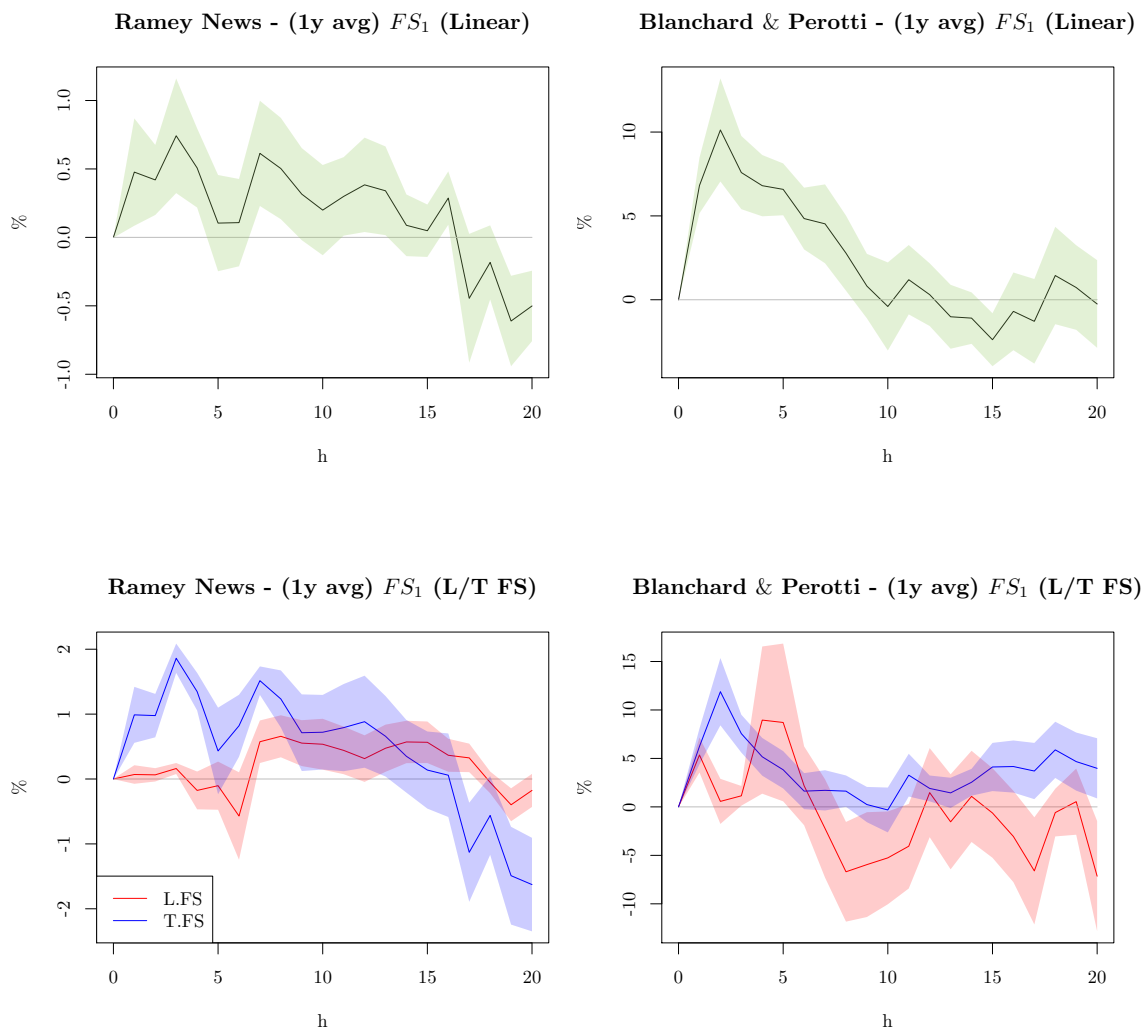 Ramey News - (1y avg) FS₁ (Linear)
1.0
0.5
0.0
-0.5
-1.0
%
0 5 10 15 20
h
Blanchard & Perotti - (1y avg) FS₁ (Linear)
10
5
0
%
0 5 10 15 20
h
Ramey News - (1y avg) FS₁ (L/T FS)
2
1
0
-1
-2
%
L.FS
T.FS
0 5 10 15 20
h
Blanchard & Perotti - (1y avg) FS₁ (L/T FS)
15
10
5
0
-5
-10
%
0 5 10 15 20
h